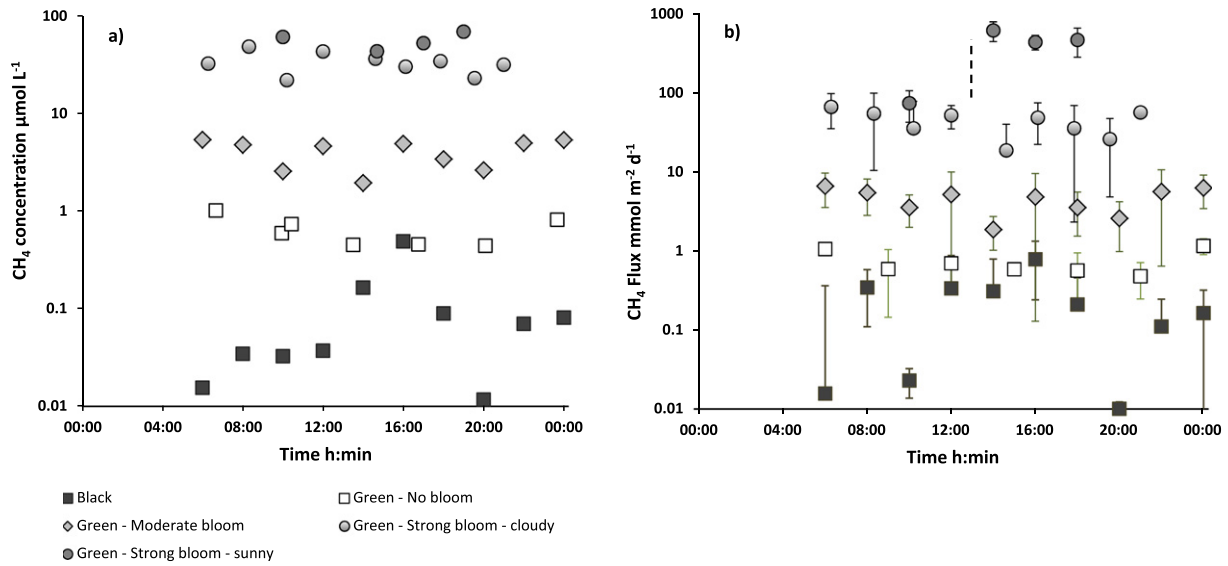 a)
CH4 concentration µmol L-1
100
10
1
0.1
0.01
00:00 04:00 08:00 12:00 16:00 20:00 00:00
Time h:min
b)
CH4 Flux mmol m-2 d-1
1000
100
10
1
0.1
0.01
00:00 04:00 08:00 12:00 16:00 20:00 00:00
Time h:min
Black
Green - No bloom
Green - Moderate bloom
Green - Strong bloom - cloudy
Green - Strong bloom - sunny